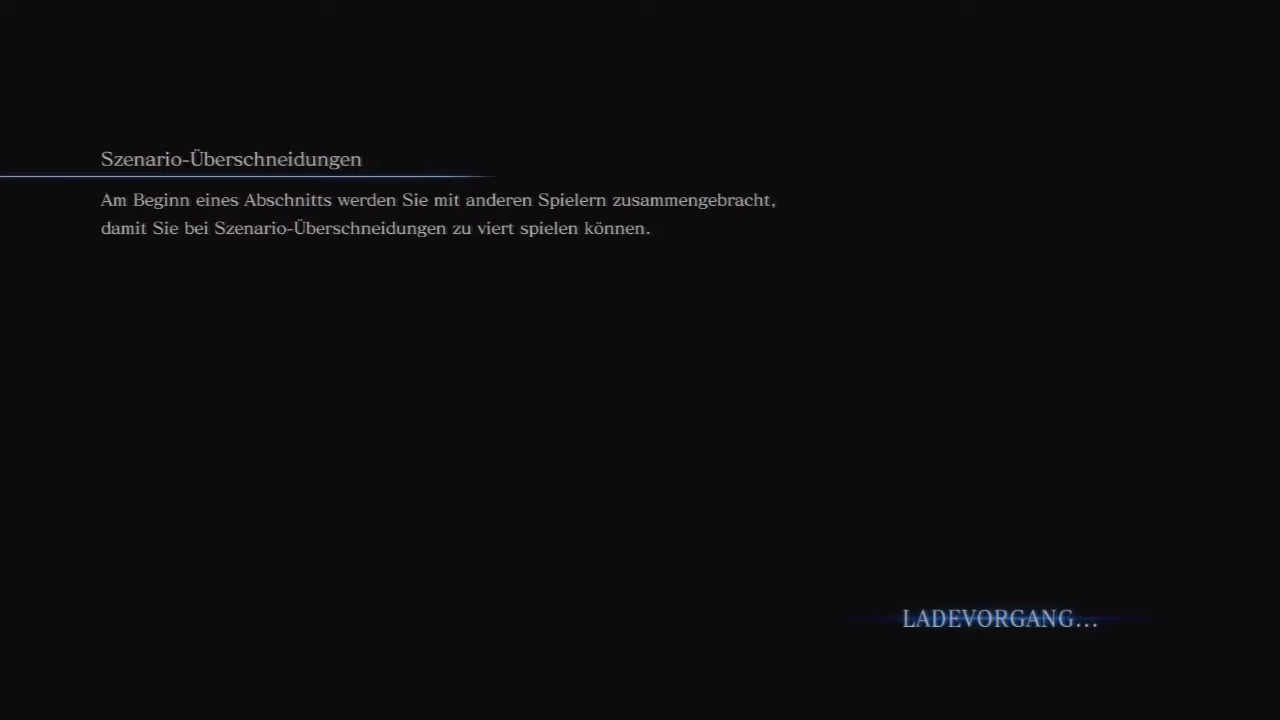 Szenario-Überschneidungen
Am Beginn eines Abschnitts werden Sie mit anderen Spielern zusammengebracht,
damit Sie bei Szenario-Überschneidungen zu viert spielen können.
LADEVORGANG...